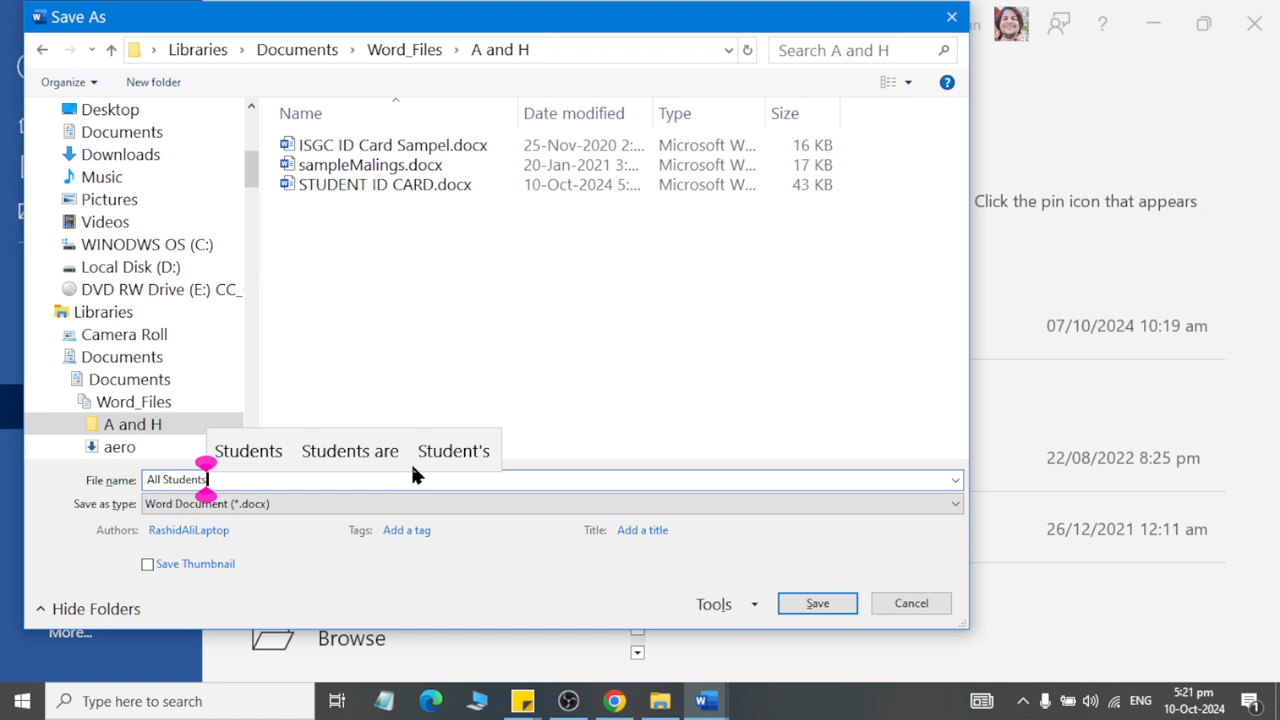 Save As
Libraries > Documents > Word_Files > A and H
Search A and H
Organize
New folder
Name
Date modified
Type
Size
ISGC ID Card Sampel.docx 25-Nov-2020 2:... Microsoft W... 16 KB
sampleMalings.docx 20-Jan-2021 3:... Microsoft W... 17 KB
STUDENT ID CARD.docx 10-Oct-2024 5:... Microsoft W... 43 KB
Desktop
Documents
Downloads
Music
Pictures
Videos
WINODWS OS (C:)
Local Disk (D:)
DVD RW Drive (E:) CC_
Libraries
Camera Roll
Documents
Documents
Word_Files
A and H
aero
Students Students are Student's
File name: All Students
Save as type: Word Document (*.docx)
Authors: RashidAliLaptop
Tags: Add a tag
Title: Add a title
Save Thumbnail
Hide Folders
Tools
Save
Cancel
Click the pin icon that appears
07/10/2024 10:19 am
22/08/2022 8:25 pm
26/12/2021 12:11 am
More...
Browse
Type here to search
ENG
5:21 pm
10-Oct-2024
1